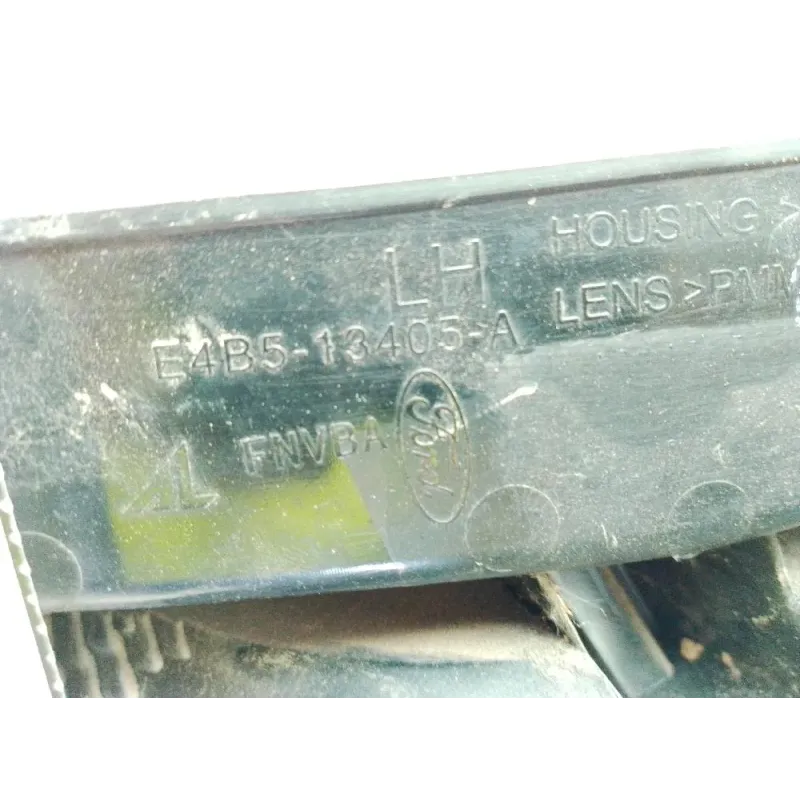 HOUSING >
LH
LENS >PMM
E4B5-13405-A
FNVBA
Ford